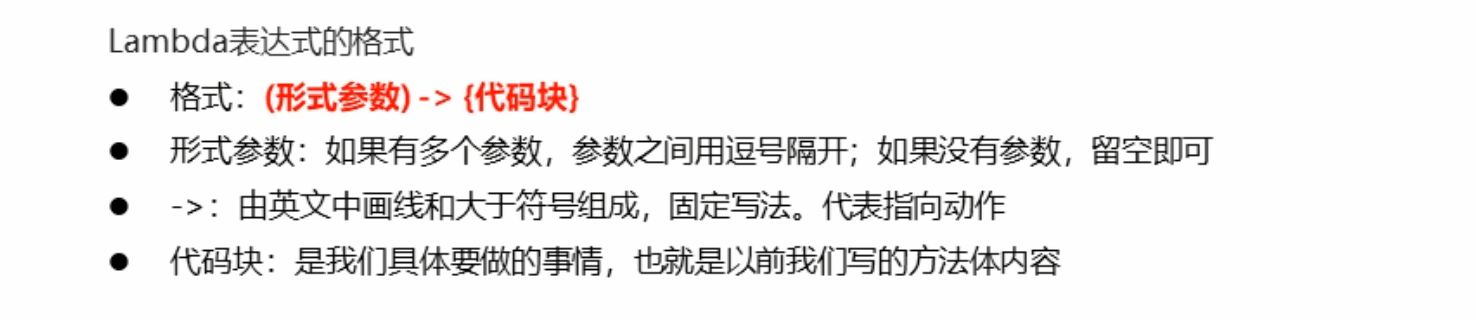 Lambda表达式的格式
● 格式：(形式参数) -> {代码块}
● 形式参数：如果有多个参数，参数之间用逗号隔开；如果没有参数，留空即可
● ->：由英文中画线和大于符号组成，固定写法。代表指向动作
● 代码块：是我们具体要做的事情，也就是以前我们写的方法体内容